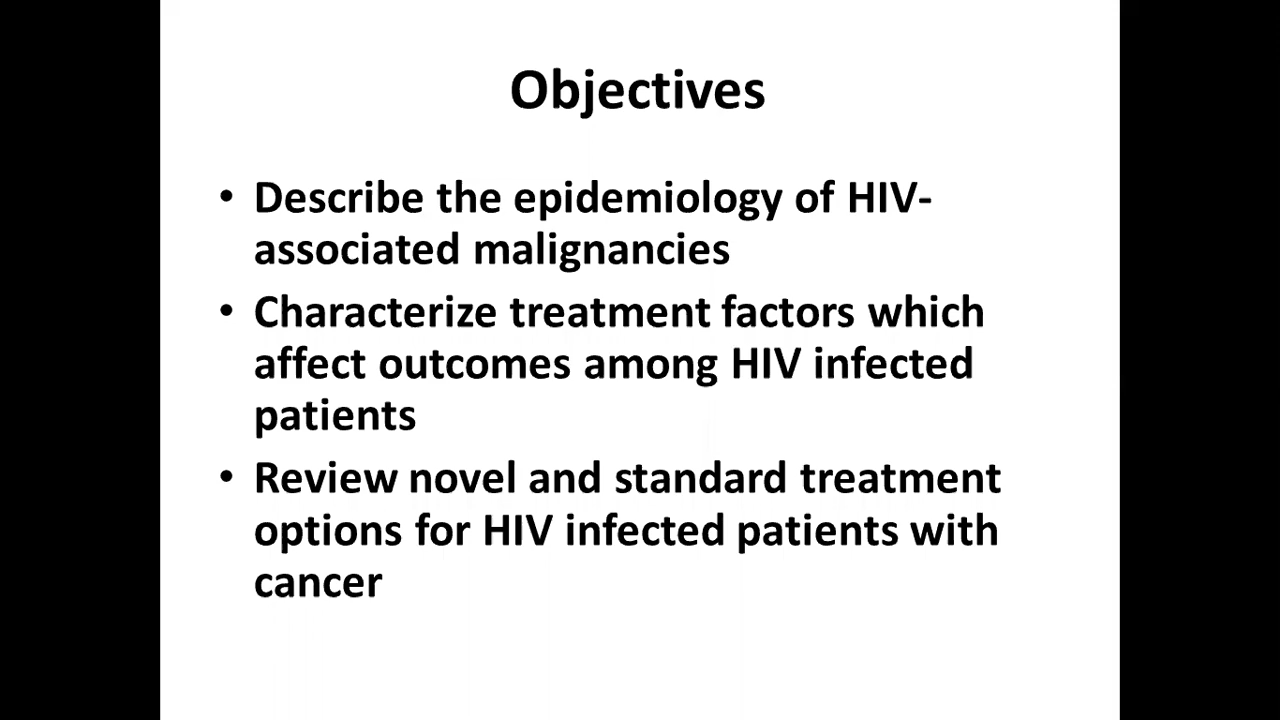 Objectives
• Describe the epidemiology of HIV-
associated malignancies
• Characterize treatment factors which
affect outcomes among HIV infected
patients
• Review novel and standard treatment
options for HIV infected patients with
cancer